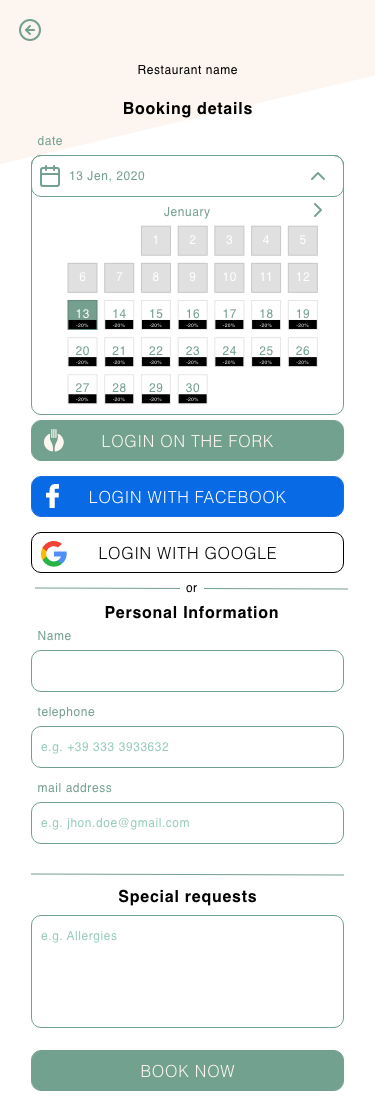 Restaurant name
Booking details
date
13 Jen, 2020
Jenuary
1 2 3 4 5
6 7 8 9 10 11 12
13 14 15 16 17 18 19
-20% -20% -20% -20% -20% -20% -20%
20 21 22 23 24 25 26
-20% -20% -20% -20% -20% -20% -20%
27 28 29 30
-20% -20% -20% -20%
LOGIN ON THE FORK
LOGIN WITH FACEBOOK
LOGIN WITH GOOGLE
or
Personal Information
Name
telephone
e.g. +39 333 3933632
mail address
e.g. jhon.doe@gmail.com
Special requests
e.g. Allergies
BOOK NOW